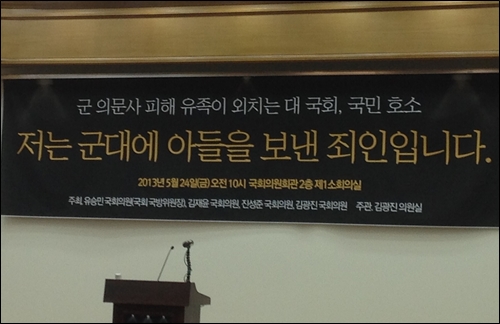 군 의문사 피해 유족이 외치는 대 국회, 국민 호소
저는 군대에 아들을 보낸 죄인입니다.
2013년 5월 24일(금) 오전 10시 국회의원회관 2층 제1소회의실
주최. 유승민 국회의원(국회 국방위원장), 김재윤 국회의원, 진성준 국회의원, 김광진 국회의원 주관. 김광진 의원실